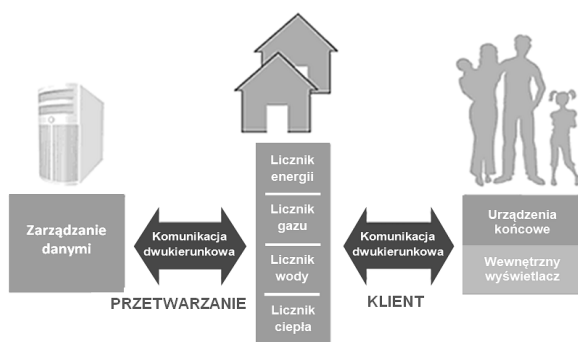 Zarządzanie
danymi
Komunikacja
dwukierunkowa
PRZETWARZANIE
Licznik
energii
Licznik
gazu
Licznik
wody
Licznik
ciepła
Komunikacja
dwukierunkowa
KLIENT
Urządzenia
końcowe
Wewnętrzny
wyświetlacz